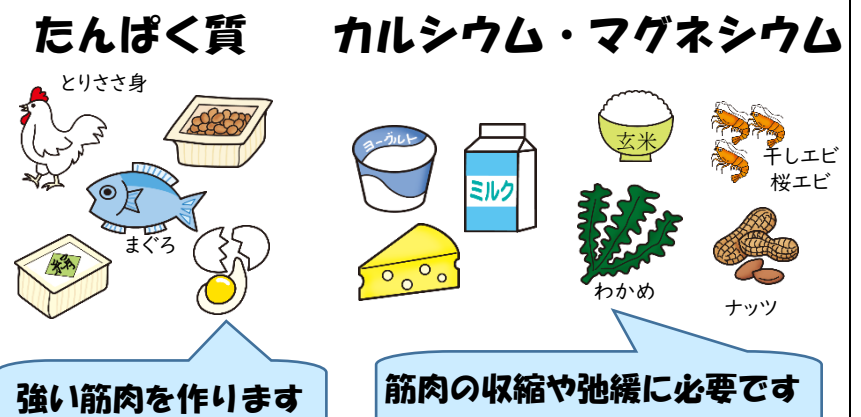 たんぱく質
カルシウム・マグネシウム
とりささ身
まぐろ
ヨーグルト
ミルク
玄米
干しエビ
桜エビ
わかめ
ナッツ
強い筋肉を作ります
筋肉の収縮や弛緩に必要です